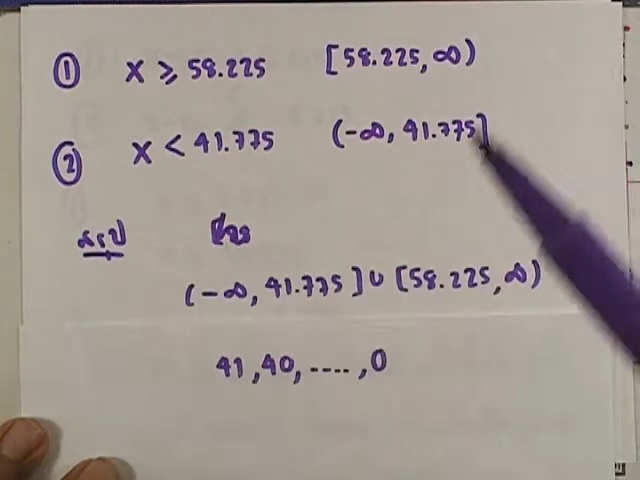 ① x ≥ 58.225 [58.225, ∞)
② x < 41.775 (-∞, 41.775]
สรุป
(-∞, 41.775] ∪ [58.225, ∞)
41, 40, ...., 0